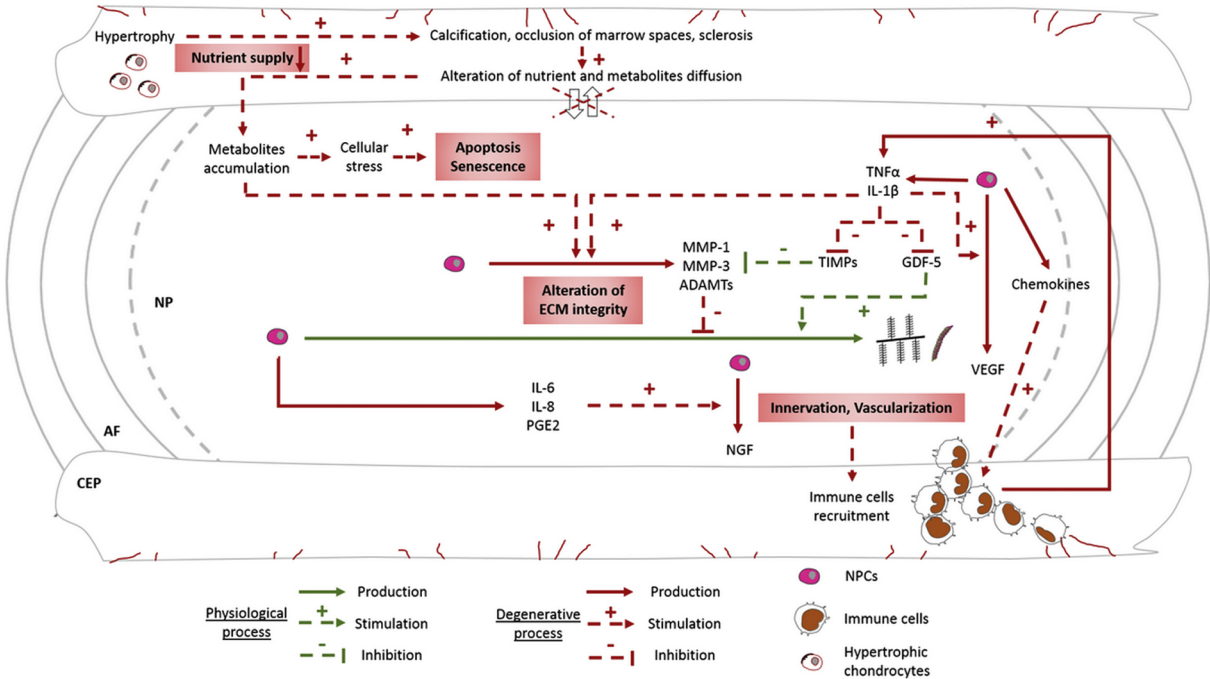 +
Hypertrophy
Calcification, occlusion of marrow spaces, sclerosis
Nutrient supply
+
+
Alteration of nutrient and metabolites diffusion
+
+
+
Metabolites
accumulation
Cellular
stress
Apoptosis
Senescence
TNFα
IL-1β
+
+
+
-
-
MMP-1
MMP-3
ADAMTs
-
TIMPs
GDF-5
Chemokines
Alteration of
ECM integrity
NP
-
+
VEGF
IL-6
IL-8
PGE2
+
+
Innervation, Vascularization
AF
NGF
CEP
Immune cells
recruitment
Physiological
process
Production
+
Stimulation
-
Inhibition
Degenerative
process
Production
+
Stimulation
-
Inhibition
NPCs
Immune cells
Hypertrophic
chondrocytes